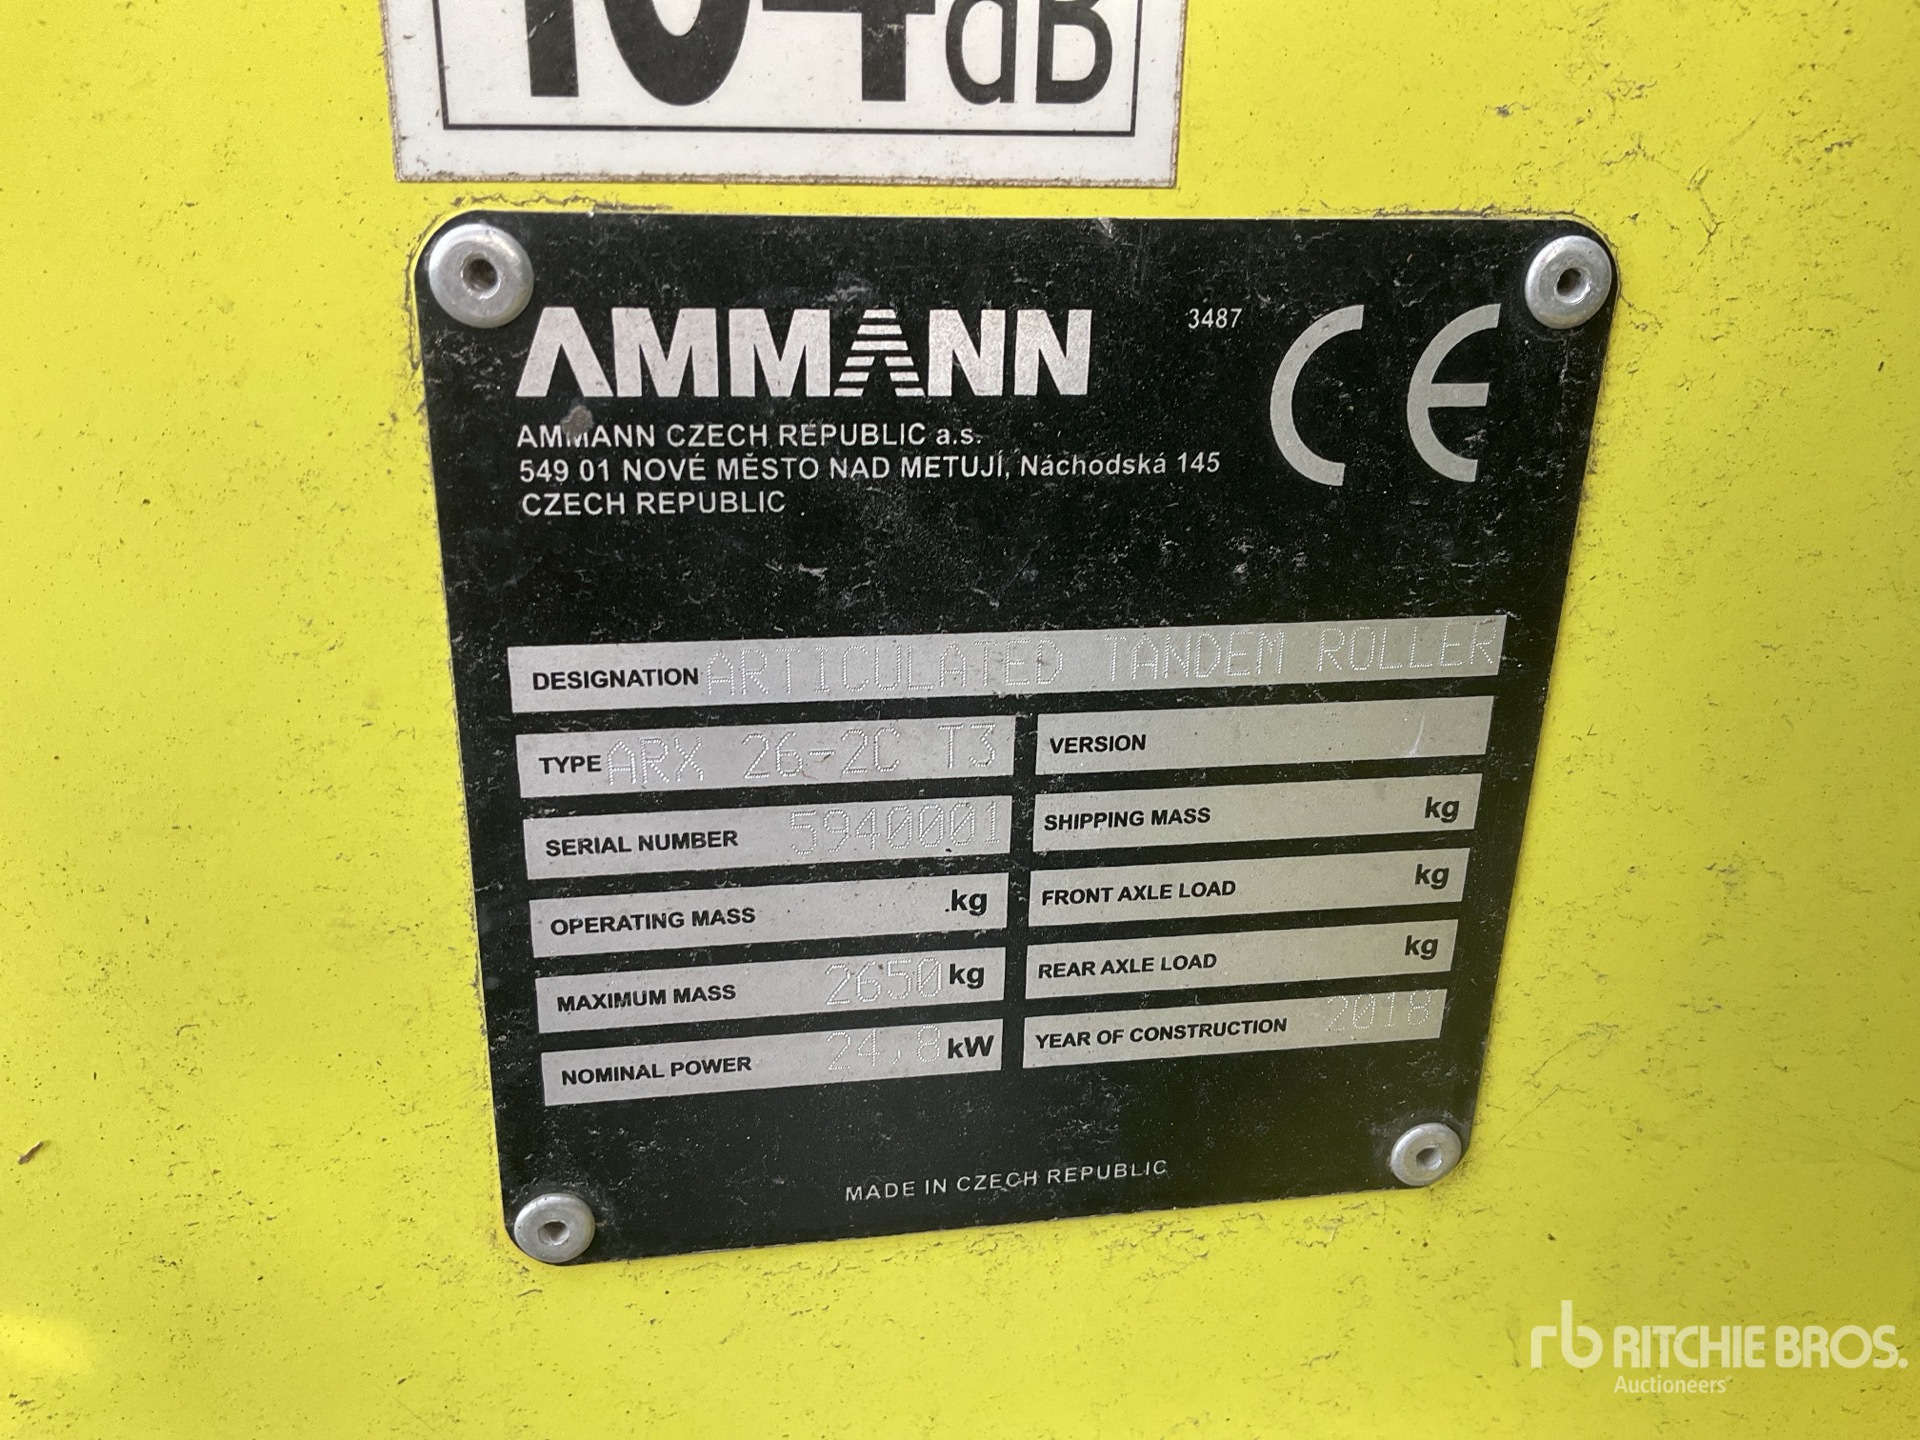 104dB
AMMANN
3487
CE
AMMANN CZECH REPUBLIC a.s.
549 01 NOVÉ MĚSTO NAD METUJÍ, Náchodská 145
CZECH REPUBLIC
DESIGNATION ARTICULATED TANDEM ROLLER
TYPE ARX 26-2C T3
VERSION
SERIAL NUMBER 5940001
SHIPPING MASS kg
OPERATING MASS kg
FRONT AXLE LOAD kg
MAXIMUM MASS 2650 kg
REAR AXLE LOAD kg
NOMINAL POWER 24,8 kW
YEAR OF CONSTRUCTION 2018
MADE IN CZECH REPUBLIC
rb RITCHIE BROS.
Auctioneers